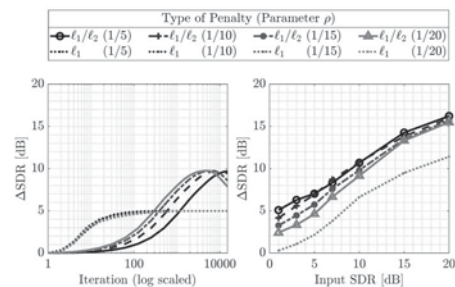 Type of Penalty (Parameter ρ)
ℓ₁/ℓ₂ (1/5) ℓ₁/ℓ₂ (1/10) ℓ₁/ℓ₂ (1/15) ℓ₁/ℓ₂ (1/20)
ℓ₁ (1/5) ℓ₁ (1/10) ℓ₁ (1/15) ℓ₁ (1/20)
20
15
10
5
0
ΔSDR [dB]
1 100 10000
Iteration (log scaled)
20
15
10
5
0
ΔSDR [dB]
0 5 10 15 20
Input SDR [dB]